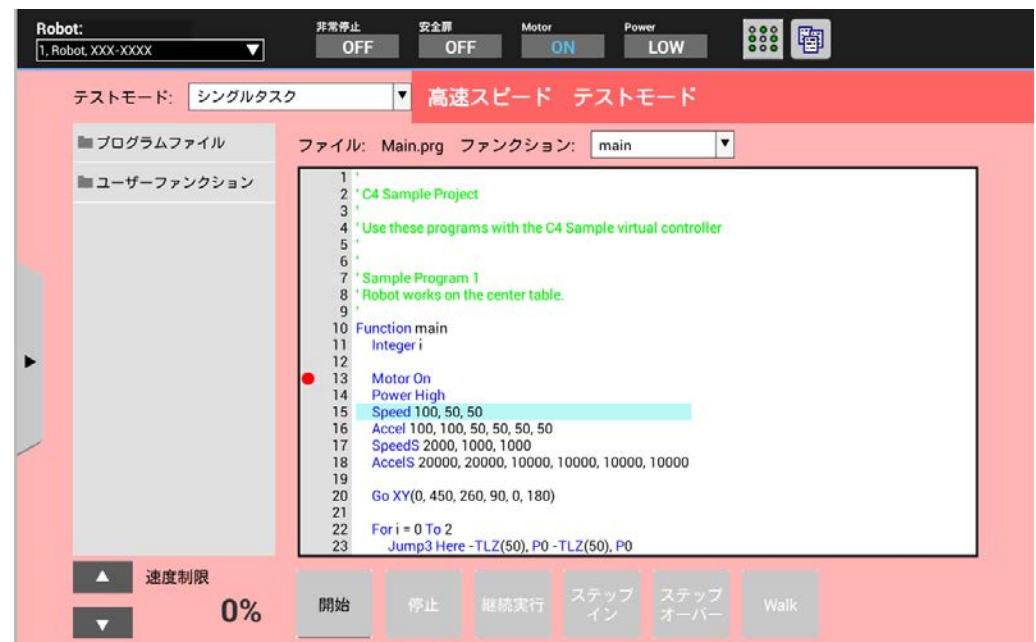 Robot:
1, Robot, XXX-XXXX
非常停止 安全扉 Motor Power
OFF OFF ON LOW
テストモード: シングルタスク
高速スピード テストモード
プログラムファイル
ユーザーファンクション
ファイル: Main.prg ファンクション: main
1 '
2 ' C4 Sample Project
3 '
4 ' Use these programs with the C4 Sample virtual controller
5 '
6 '
7 ' Sample Program 1
8 ' Robot works on the center table.
9 '
10 Function main
11 Integer i
12
13 Motor On
14 Power High
15 Speed 100, 50, 50
16 Accel 100, 100, 50, 50, 50, 50
17 SpeedS 2000, 1000, 1000
18 AccelS 20000, 20000, 10000, 10000, 10000, 10000
19
20 Go XY(0, 450, 260, 90, 0, 180)
21
22 For i = 0 To 2
23 Jump3 Here -TLZ(50), P0 -TLZ(50), P0
速度制限
0%
開始 停止 継続実行 ステップイン ステップオーバー Walk